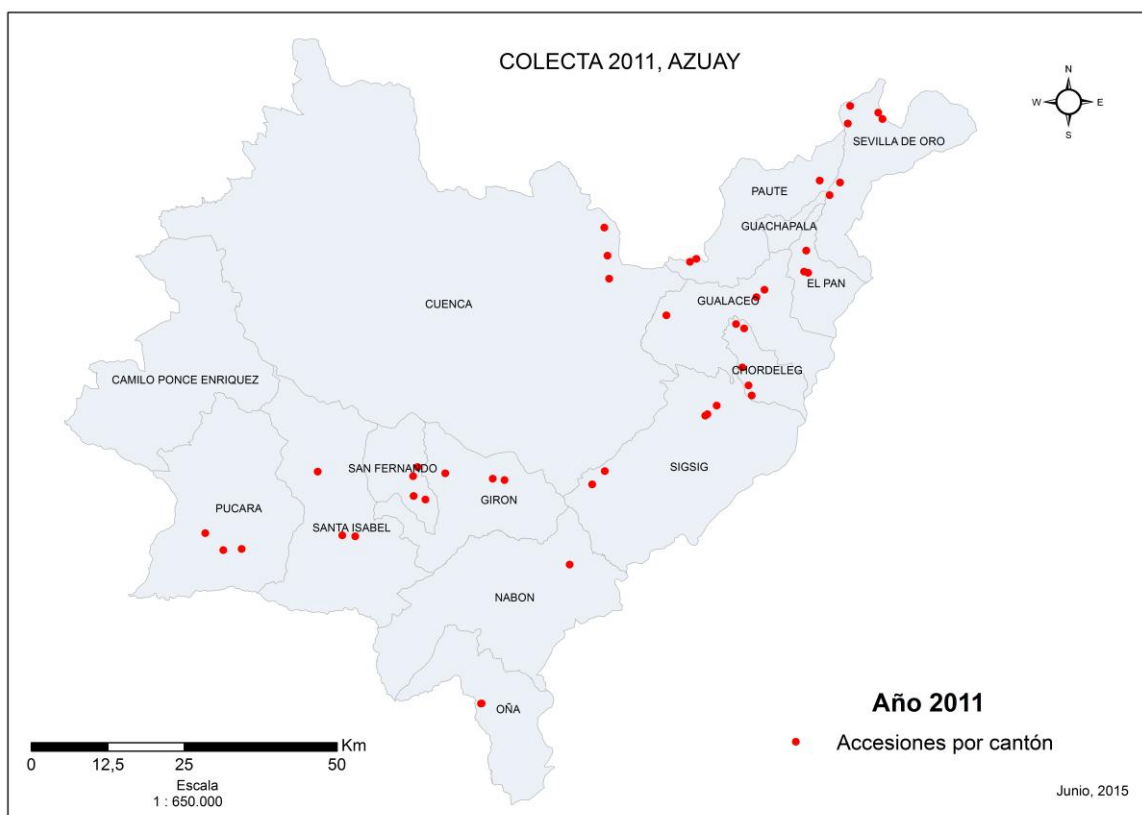 COLECTA 2011, AZUAY
N
W
E
S
SEVILLA DE ORO
PAUTE
GUACHAPALA
EL PAN
GUALACEO
CUENCA
CHORDELEG
CAMILO PONCE ENRIQUEZ
SIGSIG
SAN FERNANDO
GIRON
PUCARA
SANTA ISABEL
NABON
OÑA
Año 2011
Accesiones por cantón
Km
0 12,5 25 50
Escala
1 : 650.000
Junio, 2015